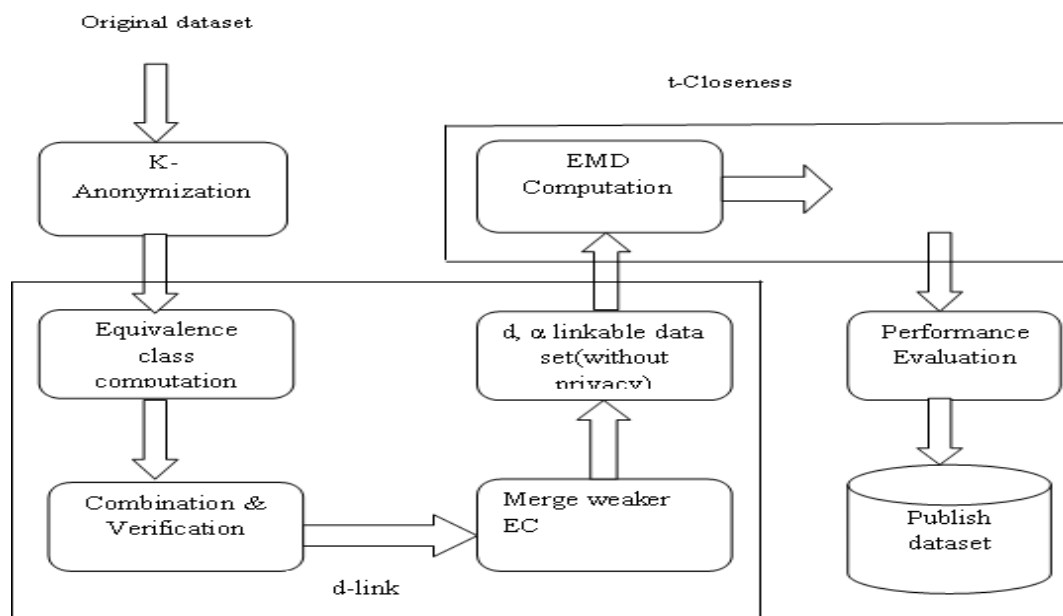 Original dataset
t-Closeness
K-
Anonymization
EMD
Computation
Equivalence
class
computation
d, α linkable data
set(without
privacy)
Performance
Evaluation
Combination &
Verification
Merge weaker
EC
Publish
dataset
d-link